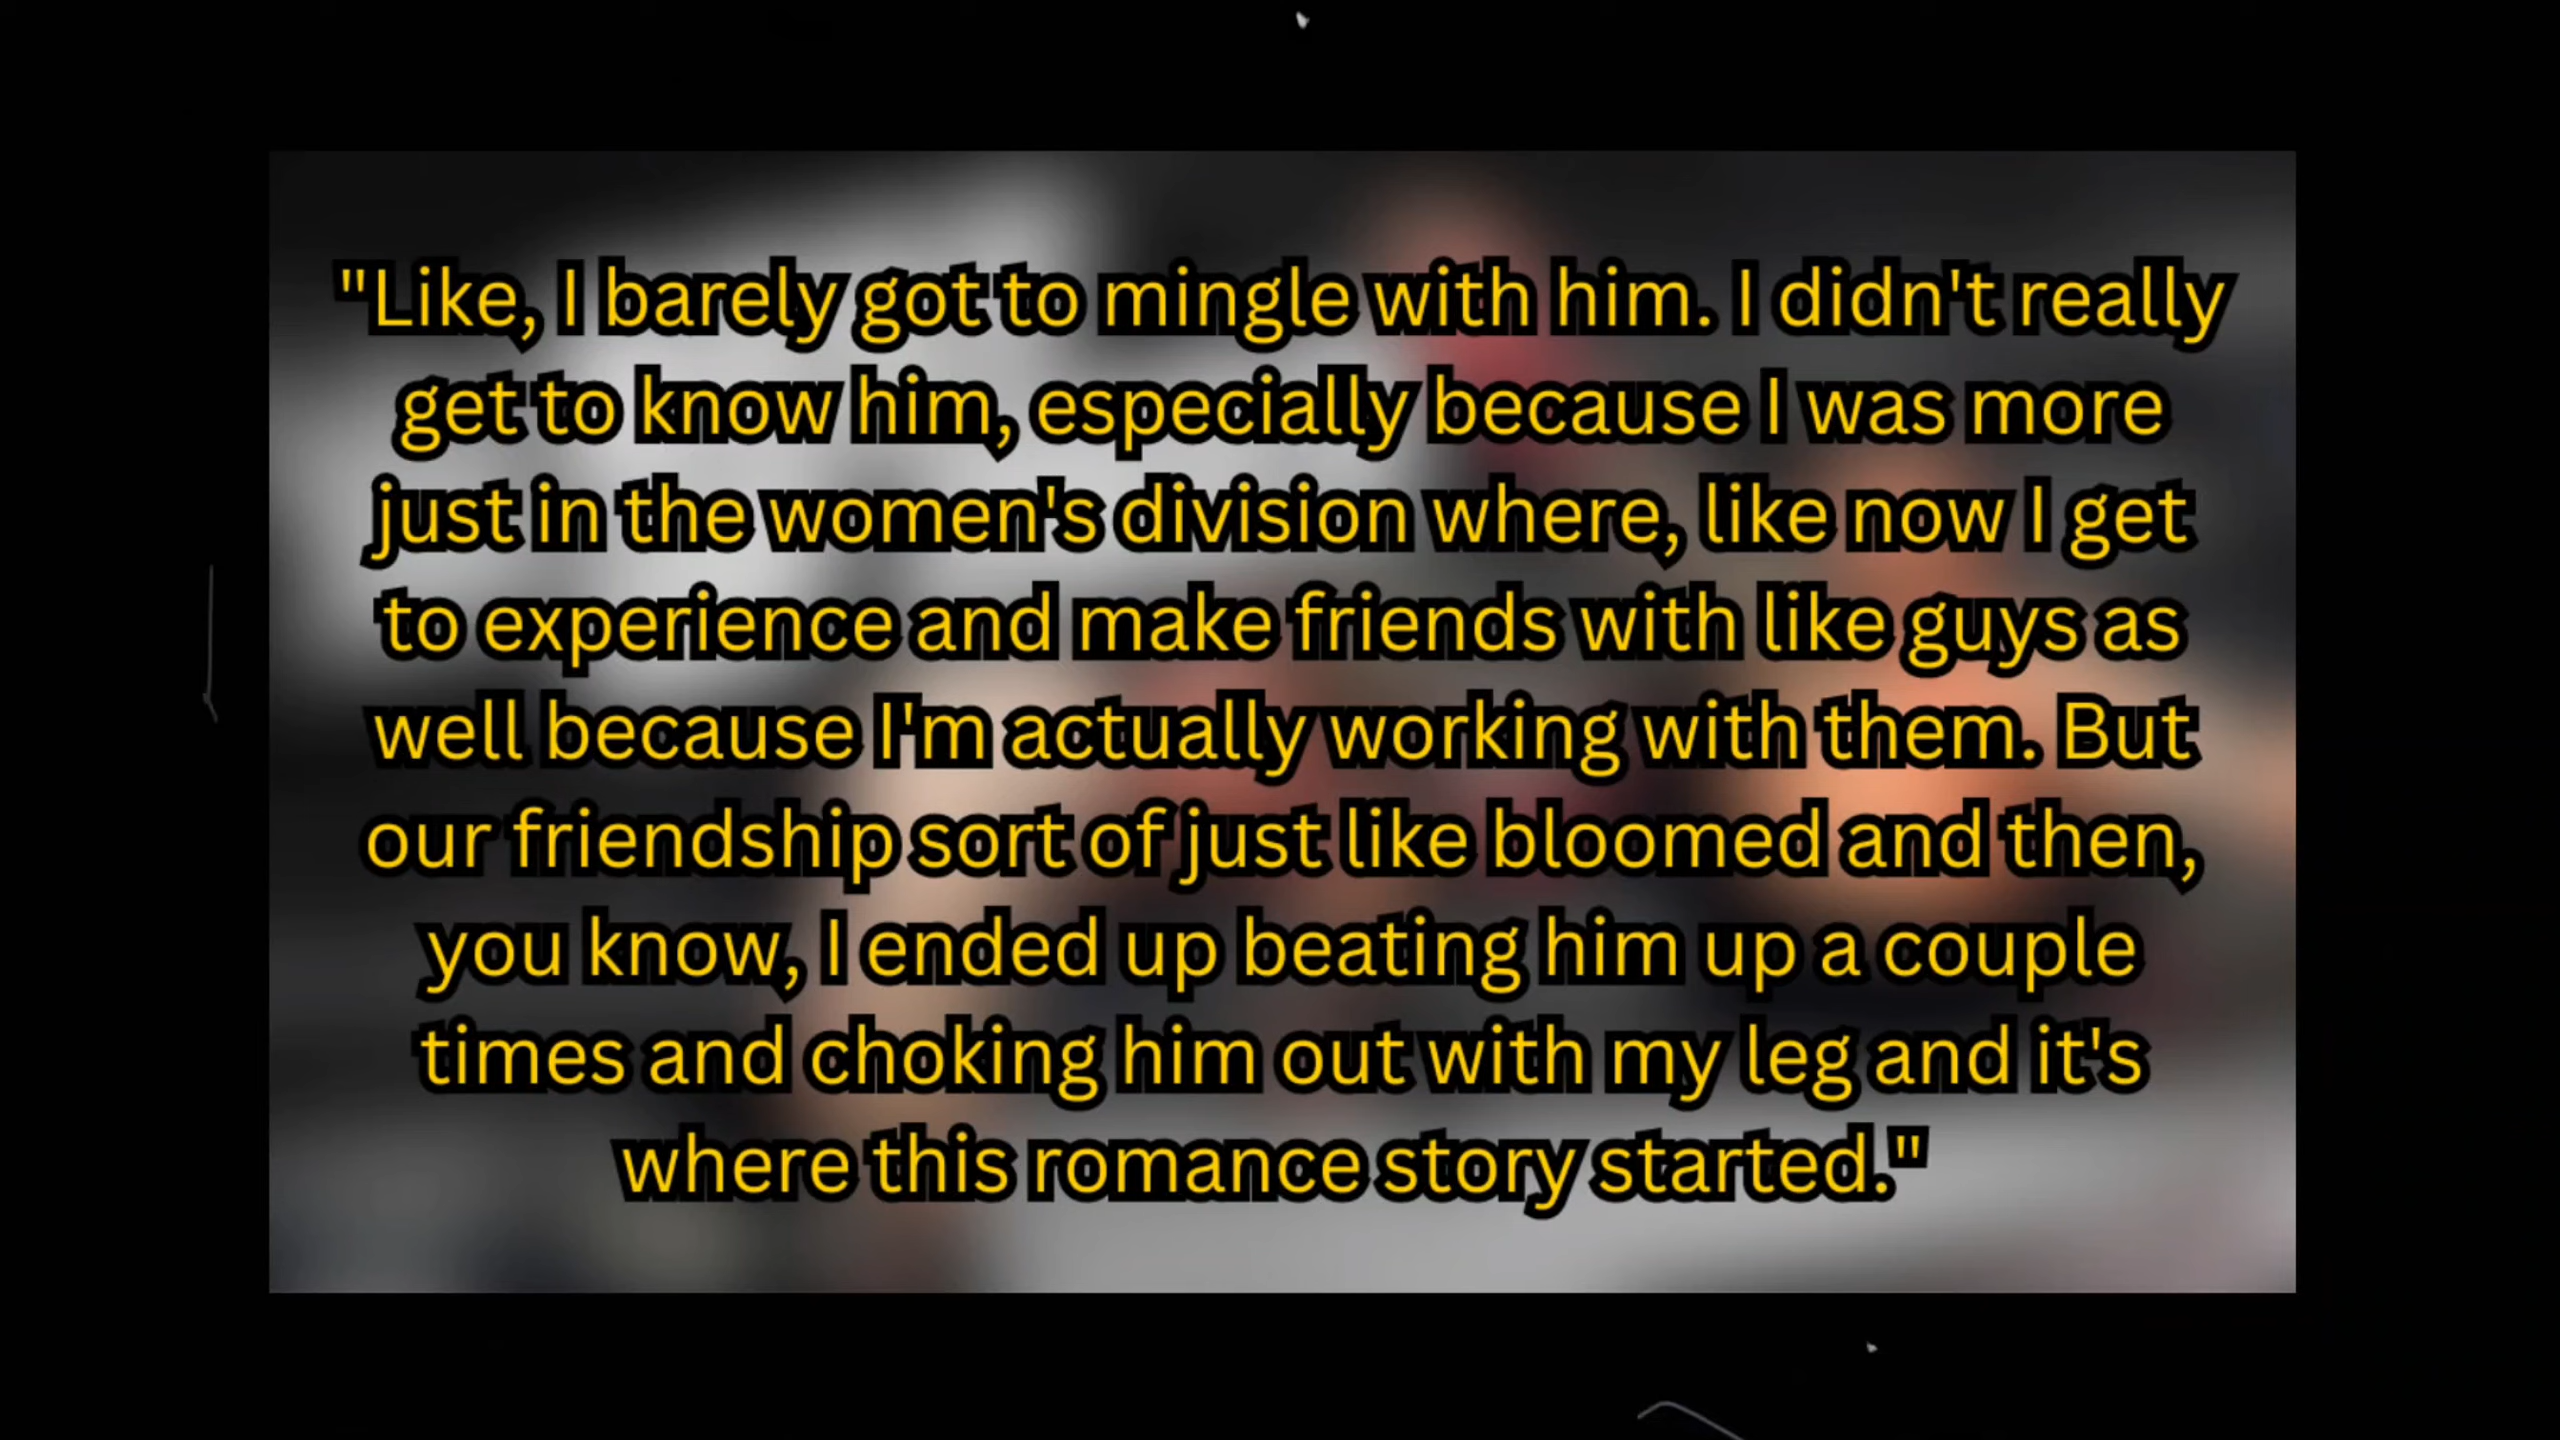 "Like, I barely got to mingle with him. I didn't really
get to know him, especially because I was more
just in the women's division where, like now I get
to experience and make friends with like guys as
well because I'm actually working with them. But
our friendship sort of just like bloomed and then,
you know, I ended up beating him up a couple
times and choking him out with my leg and it's
where this romance story started."